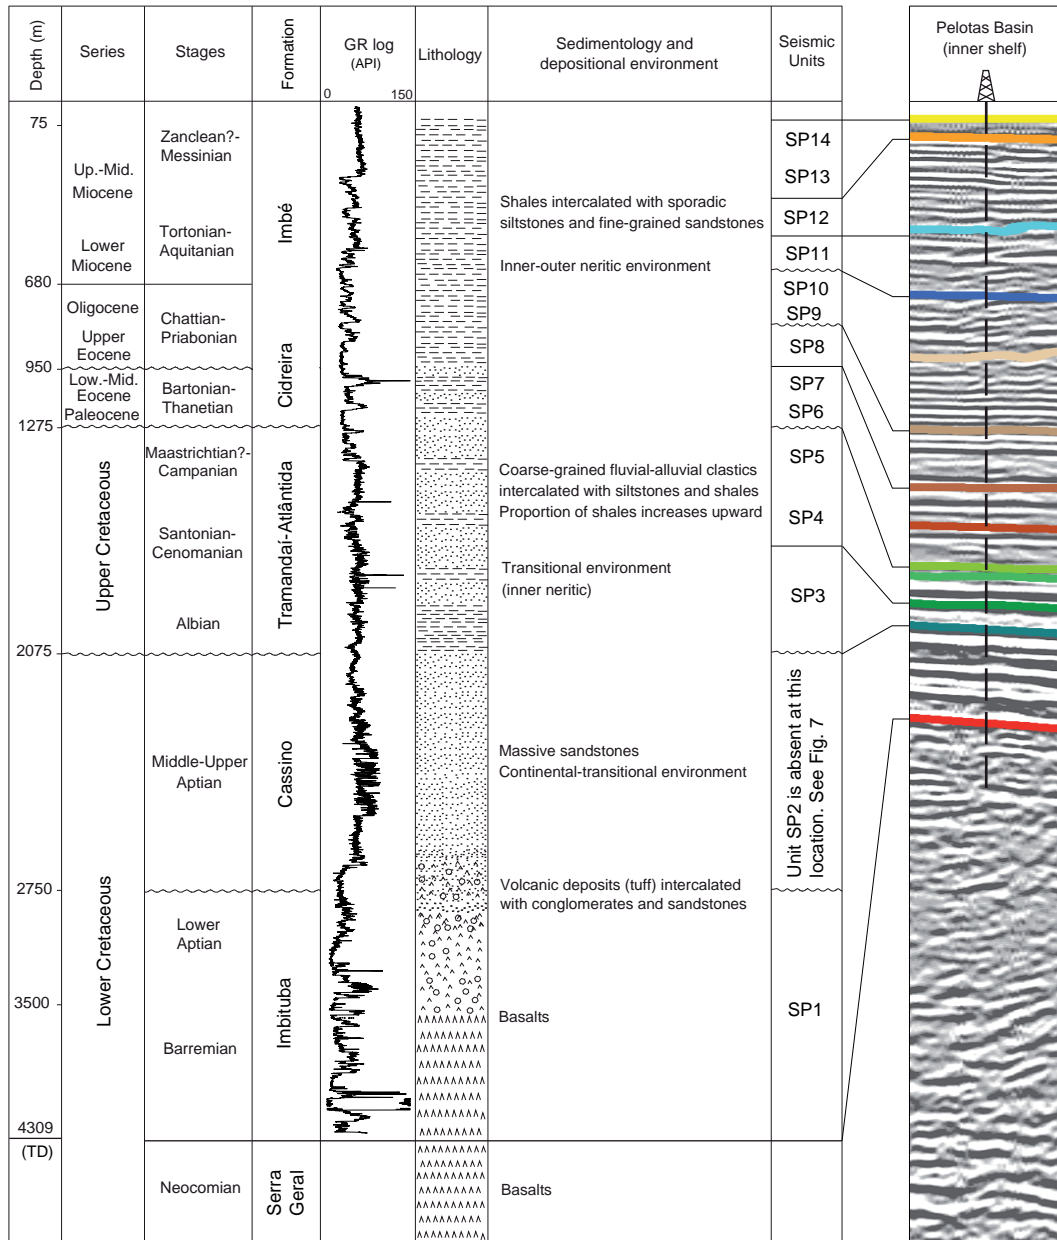 Depth (m)
Series
Stages
Formation
GR log
(API)
0
150
Lithology
Sedimentology and
depositional environment
Seismic
Units
Pelotas Basin
(inner shelf)
75
680
950
1275
2075
2750
3500
4309
(TD)
Up.-Mid.
Miocene
Lower
Miocene
Oligocene
Upper
Eocene
Low.-Mid.
Eocene
Paleocene
Upper Cretaceous
Lower Cretaceous
Zanclean?-
Messinian
Tortonian-
Aquitanian
Chattian-
Priabonian
Bartonian-
Thanetian
Maastrichtian?-
Campanian
Santonian-
Cenomanian
Albian
Middle-Upper
Aptian
Lower
Aptian
Barremian
Neocomian
Imbé
Cidreira
Tramandaí-Atlântida
Cassino
Imbituba
Serra
Geral
Shales intercalated with sporadic
siltstones and fine-grained sandstones
Inner-outer neritic environment
Coarse-grained fluvial-alluvial clastics
intercalated with siltstones and shales
Proportion of shales increases upward
Transitional environment
(inner neritic)
Massive sandstones
Continental-transitional environment
Volcanic deposits (tuff) intercalated
with conglomerates and sandstones
Basalts
Basalts
SP14
SP13
SP12
SP11
SP10
SP9
SP8
SP7
SP6
SP5
SP4
SP3
Unit SP2 is absent at this
location. See Fig. 7
SP1